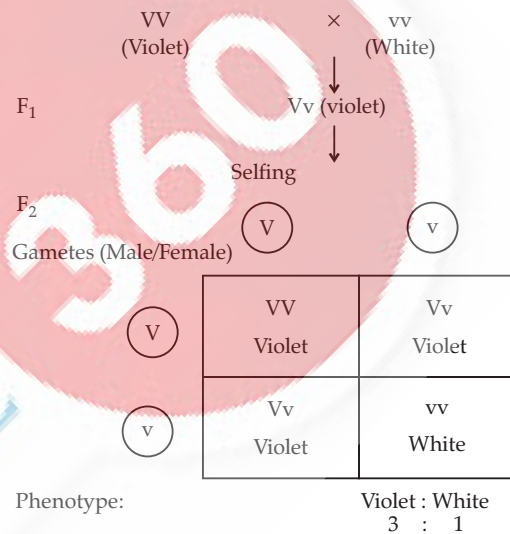 VV × vv
(Violet) (White)
F₁ Vv (violet)
Selfing
F₂
V v
Gametes (Male/Female)
V VV Vv
Violet Violet
v Vv vv
Violet White
Phenotype: Violet : White
3 : 1
360